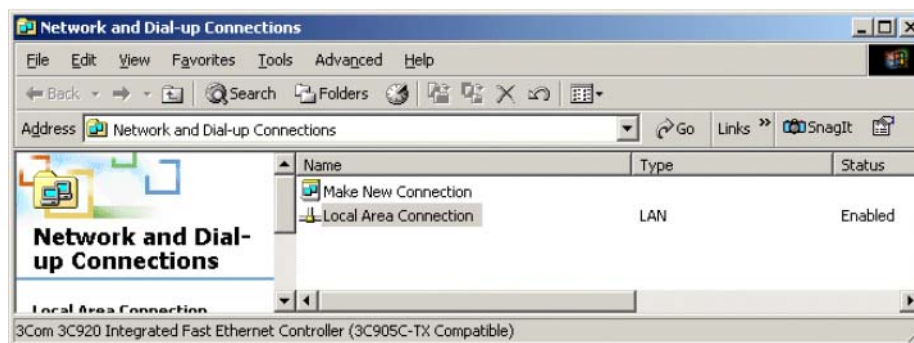 Network and Dial-up Connections
File Edit View Favorites Tools Advanced Help
Back Search Folders
Address Network and Dial-up Connections Go Links » SnagIt
Name Type Status
Make New Connection
Local Area Connection LAN Enabled
Network and Dial-
up Connections
Local Area Connection
3Com 3C920 Integrated Fast Ethernet Controller (3C905C-TX Compatible)